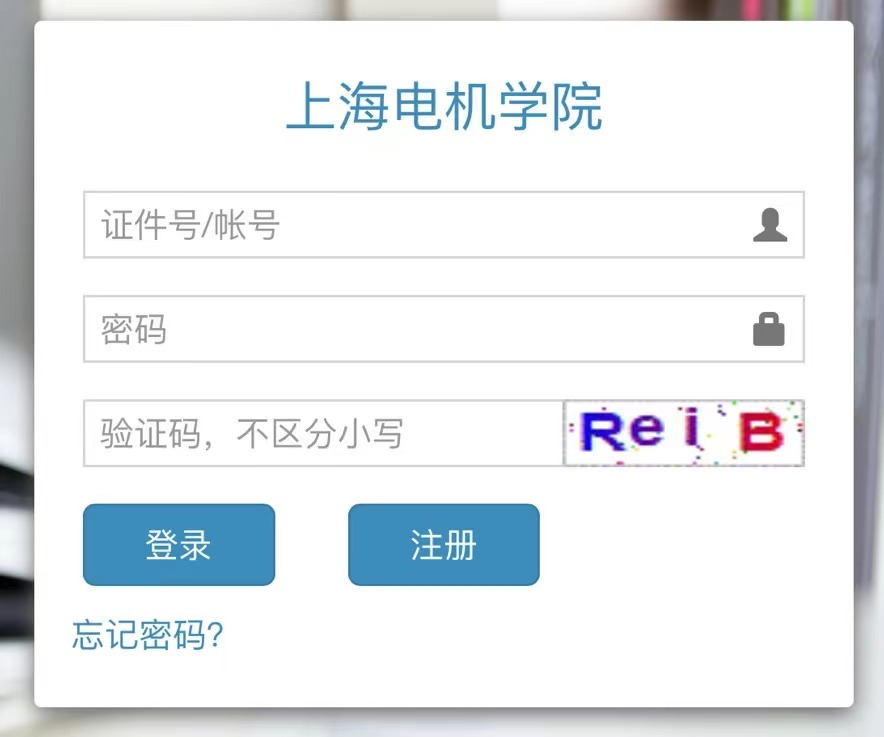 上海电机学院
证件号/帐号
密码
验证码，不区分小写
登录 注册
忘记密码?